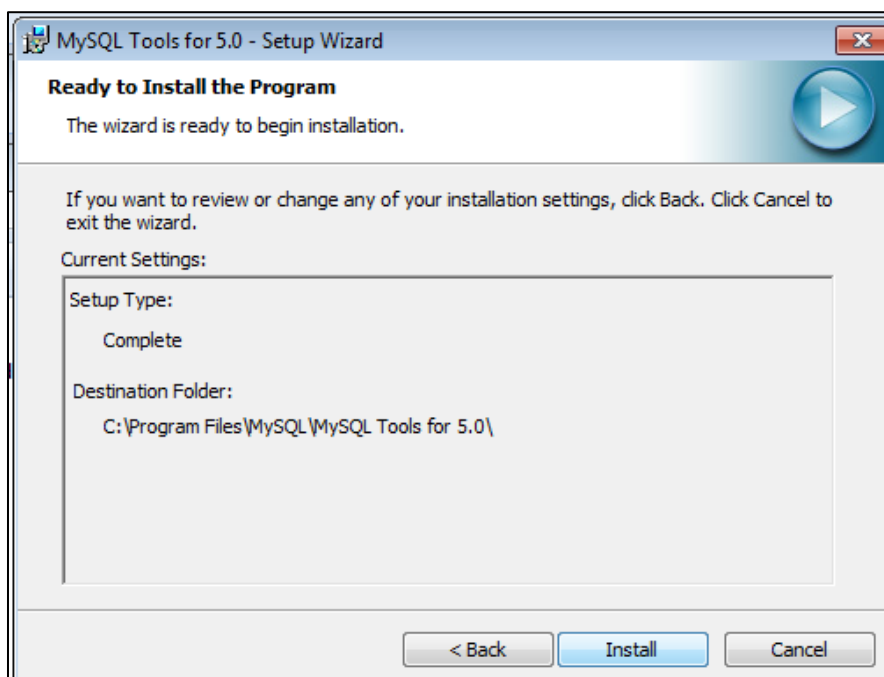 MySQL Tools for 5.0 - Setup Wizard
Ready to Install the Program
The wizard is ready to begin installation.
If you want to review or change any of your installation settings, click Back. Click Cancel to
exit the wizard.
Current Settings:
Setup Type:
Complete
Destination Folder:
C:\Program Files\MySQL\MySQL Tools for 5.0\
< Back
Install
Cancel